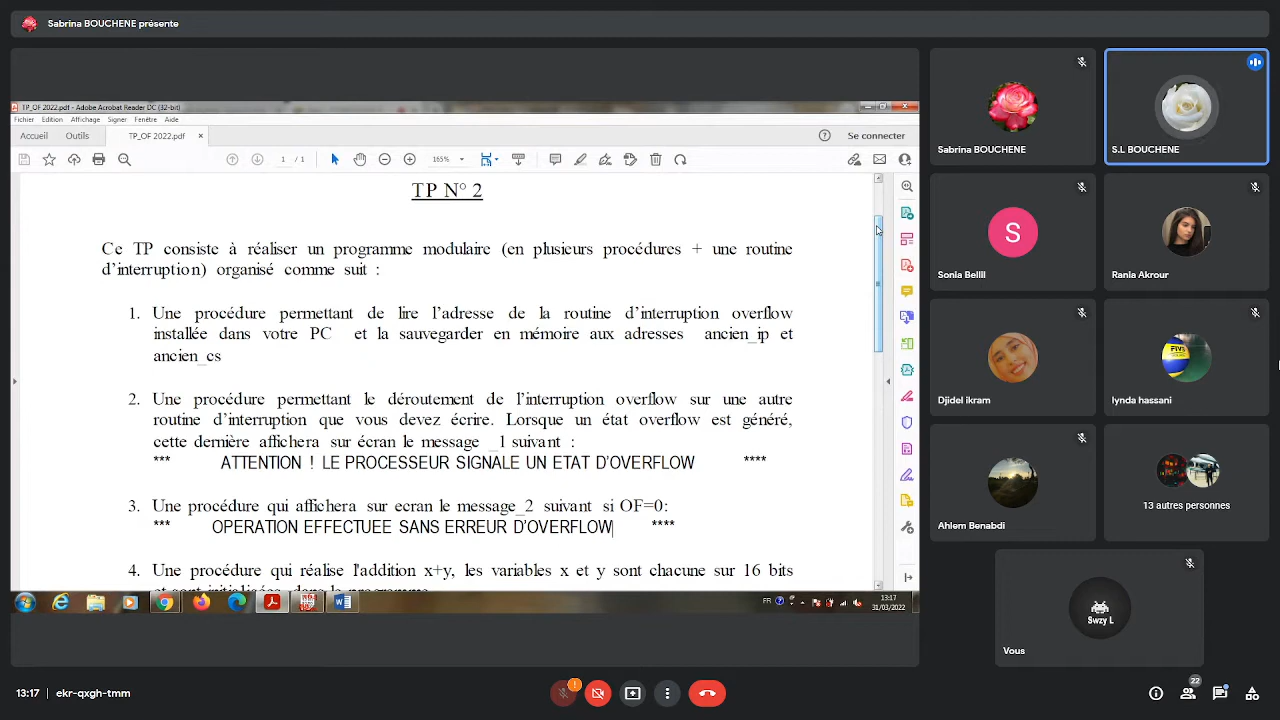 Sabrina BOUCHENE présente
TP_OF 2022.pdf - Adobe Acrobat Reader DC (32-bit)
Fichier Edition Affichage Signer Fenêtre Aide
Accueil Outils TP_OF 2022.pdf × Se connecter
1 / 1 165%
TP N° 2
Ce TP consiste à réaliser un programme modulaire (en plusieurs procédures + une routine
d'interruption) organisé comme suit :
1. Une procédure permettant de lire l'adresse de la routine d'interruption overflow
installée dans votre PC et la sauvegarder en mémoire aux adresses ancien_ip et
ancien_cs
2. Une procédure permettant le déroutement de l'interruption overflow sur une autre
routine d'interruption que vous devez écrire. Lorsque un état overflow est généré,
cette dernière affichera sur écran le message _1 suivant :
*** ATTENTION ! LE PROCESSEUR SIGNALE UN ETAT D'OVERFLOW ****
3. Une procédure qui affichera sur ecran le message_2 suivant si OF=0:
*** OPERATION EFFECTUEE SANS ERREUR D'OVERFLOW ****
4. Une procédure qui réalise l'addition x+y, les variables x et y sont chacune sur 16 bits
FR 13:17
31/03/2022
Sabrina BOUCHENE
S.L BOUCHENE
S
Sonia Bellil
Rania Akrour
Djidel ikram
lynda hassani
Ahlem Benabdi
13 autres personnes
Swzy L
Vous
13:17 | ekr-qxgh-tmm
22